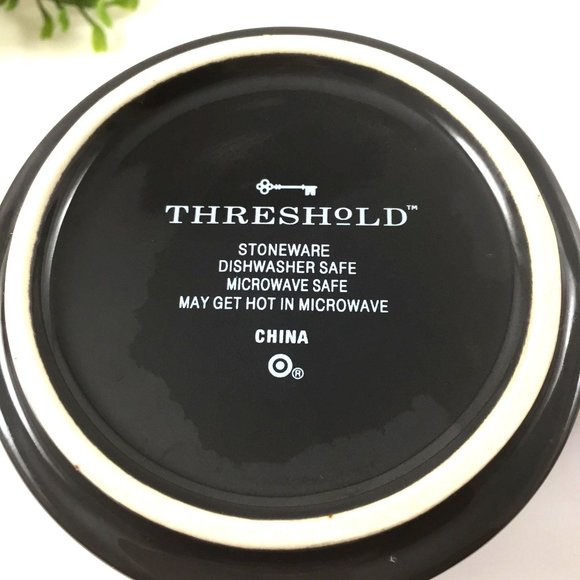 THRESHOLD™
STONEWARE
DISHWASHER SAFE
MICROWAVE SAFE
MAY GET HOT IN MICROWAVE
CHINA
®